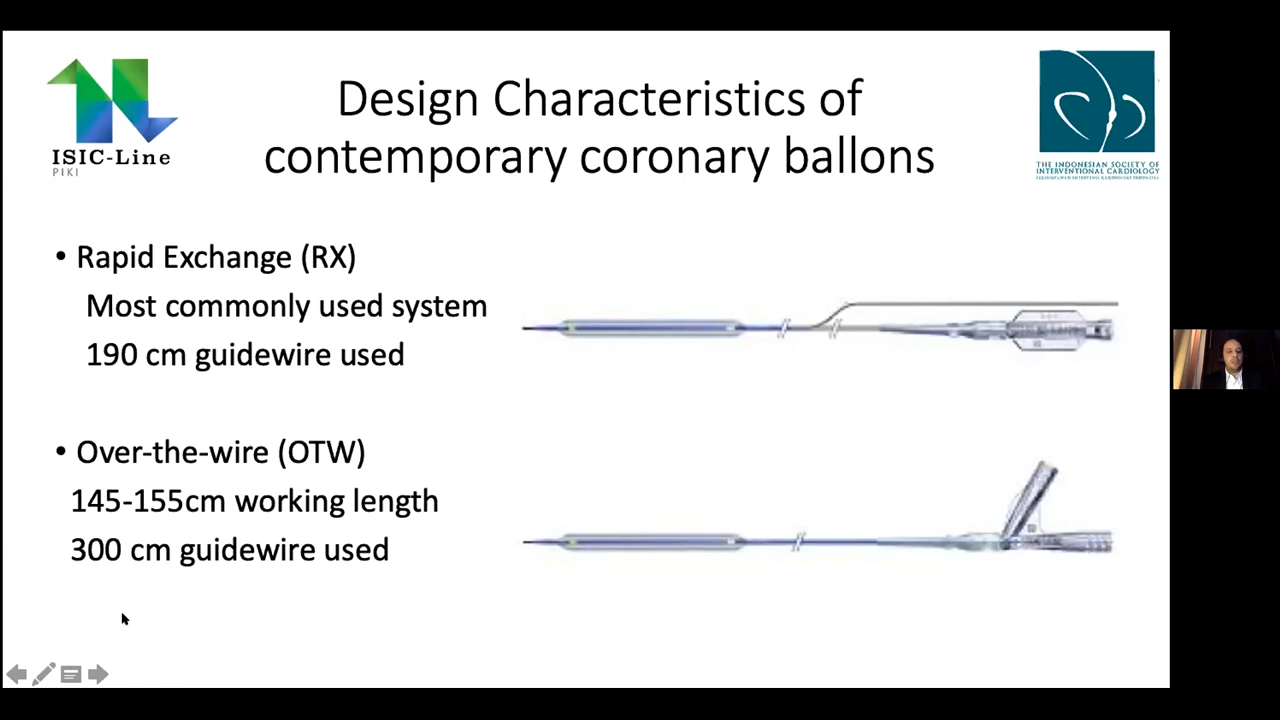 Design Characteristics of
contemporary coronary ballons
ISIC-Line
PIKI
THE INDONESIAN SOCIETY OF
INTERVENTIONAL CARDIOLOGY
• Rapid Exchange (RX)
Most commonly used system
190 cm guidewire used
• Over-the-wire (OTW)
145-155cm working length
300 cm guidewire used